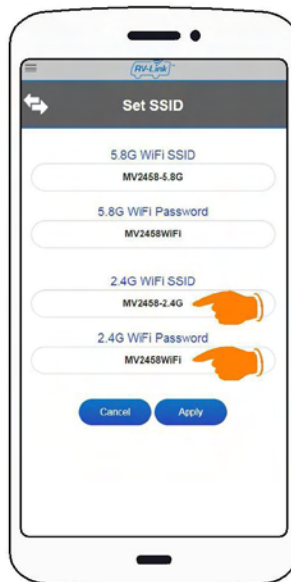 RV-Link™
Set SSID
5.8G WiFi SSID
MV2458-5.8G
5.8G WiFi Password
MV2458WiFi
2.4G WiFi SSID
MV2458-2.4G
2.4G WiFi Password
MV2458WiFi
Cancel Apply